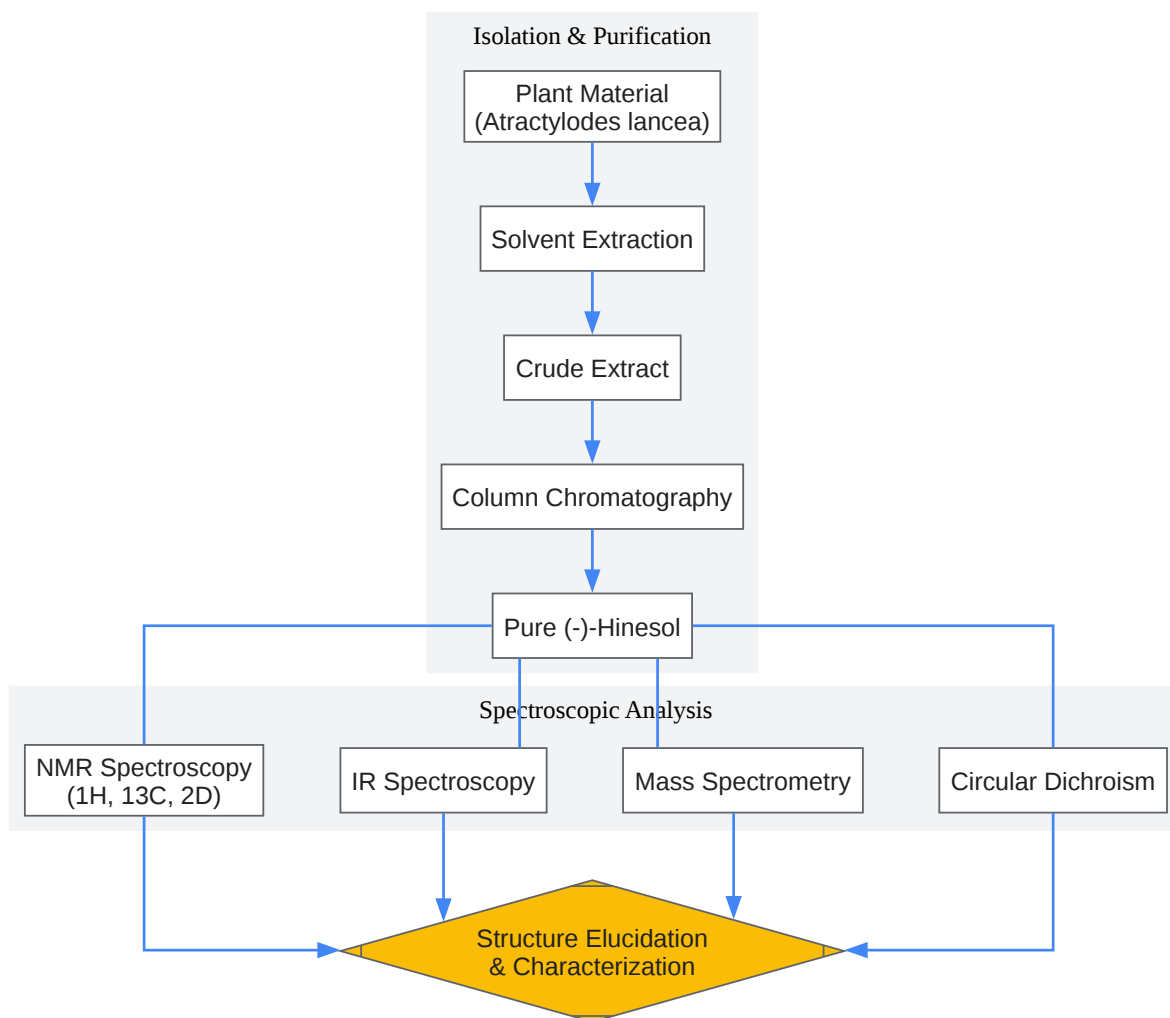 Isolation & Purification
Plant Material
(Atractylodes lancea)
Solvent Extraction
Crude Extract
Column Chromatography
Pure (-)-Hinesol
Spectroscopic Analysis
NMR Spectroscopy
(1H, 13C, 2D)
IR Spectroscopy
Mass Spectrometry
Circular Dichroism
Structure Elucidation
& Characterization